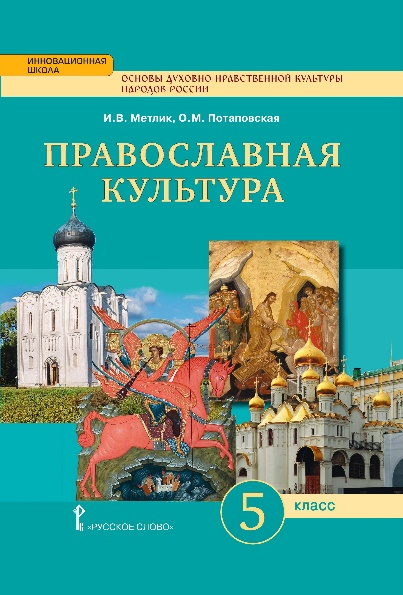 ИННОВАЦИОННАЯ
ШКОЛА
ОСНОВЫ ДУХОВНО-НРАВСТВЕННОЙ КУЛЬТУРЫ
НАРОДОВ РОССИИ
И.В. Метлик, О.М. Потаповская
ПРАВОСЛАВНАЯ
КУЛЬТУРА
5 класс
«РУССКОЕ СЛОВО»